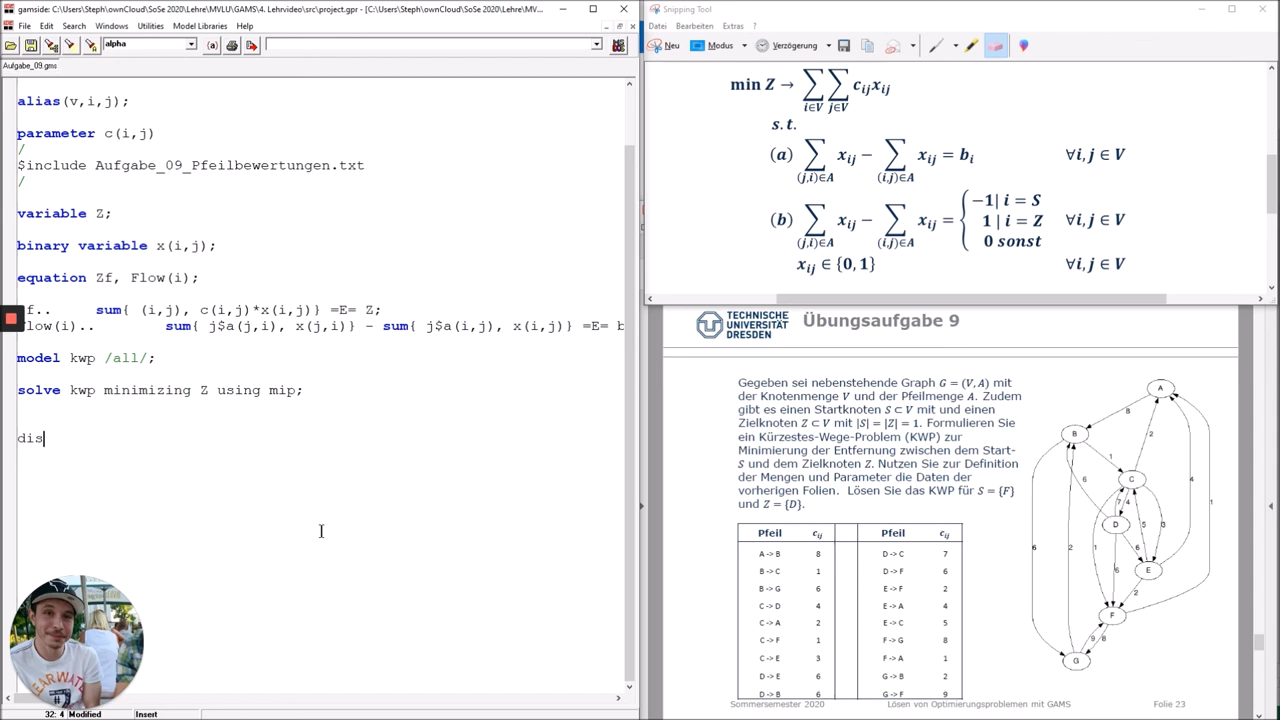 gamside: C:\Users\Steph\ownCloud\SoSe 2020\Lehre\MVLU\GAMS\4. Lehrvideo\src\project.gpr - [C:\Users\Steph\ownCloud\SoSe 2020\Lehre\MV...
File Edit Search Windows Utilities Model Libraries Help
alpha
(a)
Aufgabe_09.gms
alias(v,i,j);
parameter c(i,j)
/
$include Aufgabe_09_Pfeilbewertungen.txt
/
variable Z;
binary variable x(i,j);
equation Zf, Flow(i);
f.. sum{ (i,j), c(i,j)*x(i,j)} =E= Z;
low(i).. sum{ j$a(j,i), x(j,i)} - sum{ j$a(i,j), x(i,j)} =E= b
model kwp /all/;
solve kwp minimizing Z using mip;
dis
32: 4 Modified Insert
Snipping Tool
Datei Bearbeiten Extras ?
Neu Modus Verzögerung
min Z → ∑ i∈V ∑ j∈V c_ij x_ij
s.t.
(a) ∑ (j,i)∈A x_ij − ∑ (i,j)∈A x_ij = b_i ∀i,j ∈ V
(b) ∑ (j,i)∈A x_ij − ∑ (i,j)∈A x_ij = { −1| i = S ∀i,j ∈ V
1 | i = Z
0 sonst
x_ij ∈ {0,1} ∀i,j ∈ V
TECHNISCHE
UNIVERSITÄT
DRESDEN
Übungsaufgabe 9
Gegeben sei nebenstehende Graph G = (V,A) mit
der Knotenmenge V und der Pfeilmenge A. Zudem
gibt es einen Startknoten S ⊂ V mit und einen
Zielknoten Z ⊂ V mit |S| = |Z| = 1. Formulieren Sie
ein Kürzestes-Wege-Problem (KWP) zur
Minimierung der Entfernung zwischen dem Start-
S und dem Zielknoten Z. Nutzen Sie zur Definition
der Mengen und Parameter die Daten der
vorherigen Folien. Lösen Sie das KWP für S = {F}
und Z = {D}.
Pfeil c_ij Pfeil c_ij
A -> B 8 D -> C 7
B -> C 1 D -> F 6
B -> G 6 E -> F 2
C -> D 4 E -> A 4
C -> A 2 E -> C 5
C -> F 1 F -> G 8
C -> E 3 F -> A 1
D -> E 6 G -> B 2
D -> B 6 G -> F 9
A
8
B
2
1
C
6
4
1
7 4
D
5
3
6
2
1
6
6
E
2
F
9 8
G
Sommersemester 2020 Lösen von Optimierungsproblemen mit GAMS Folie 23